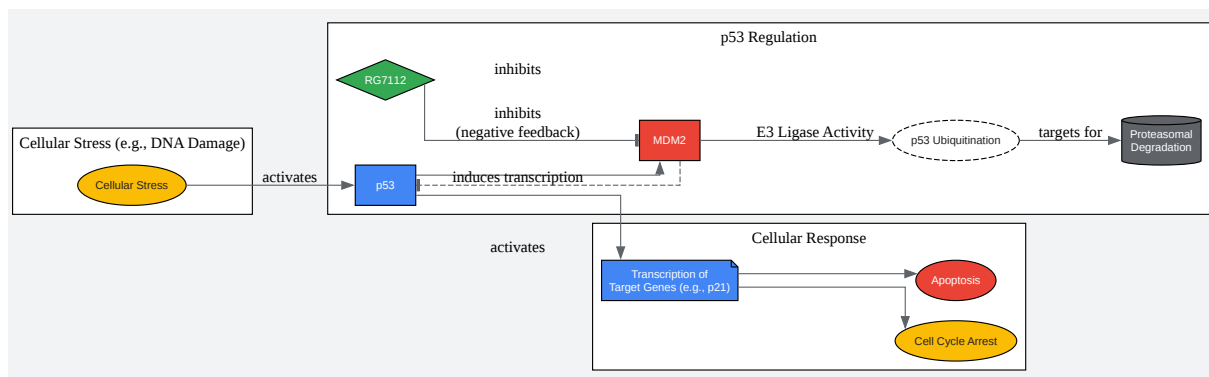 p53 Regulation
RG7112
inhibits
inhibits
(negative feedback)
MDM2
E3 Ligase Activity
p53 Ubiquitination
targets for
Proteasomal
Degradation
Cellular Stress (e.g., DNA Damage)
Cellular Stress
activates
p53
induces transcription
activates
Cellular Response
Transcription of
Target Genes (e.g., p21)
Apoptosis
Cell Cycle Arrest